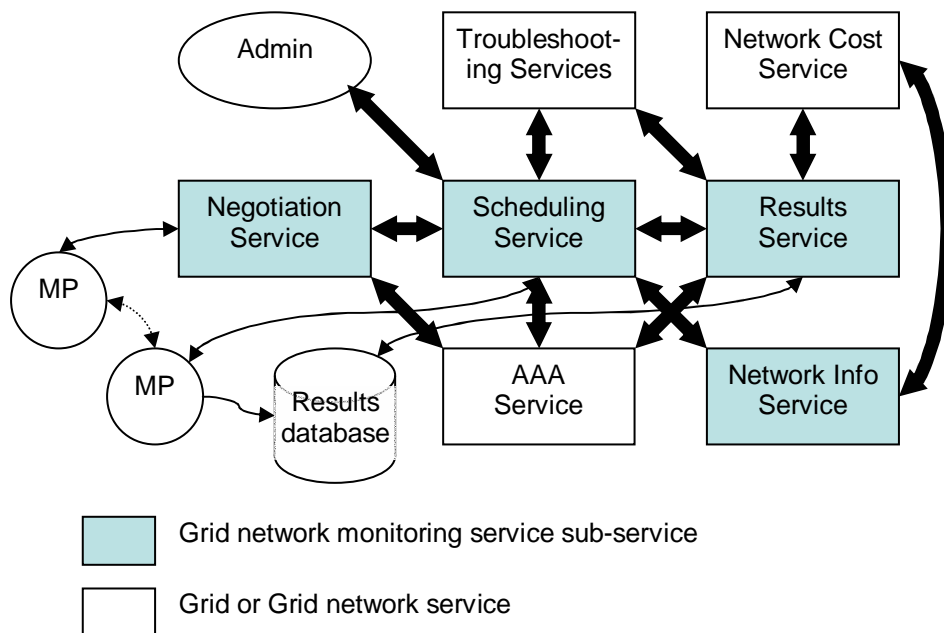 Admin
Troubleshoot-
ing Services
Network Cost
Service
Negotiation
Service
Scheduling
Service
Results
Service
MP
MP
Results
database
AAA
Service
Network Info
Service
Grid network monitoring service sub-service
Grid or Grid network service